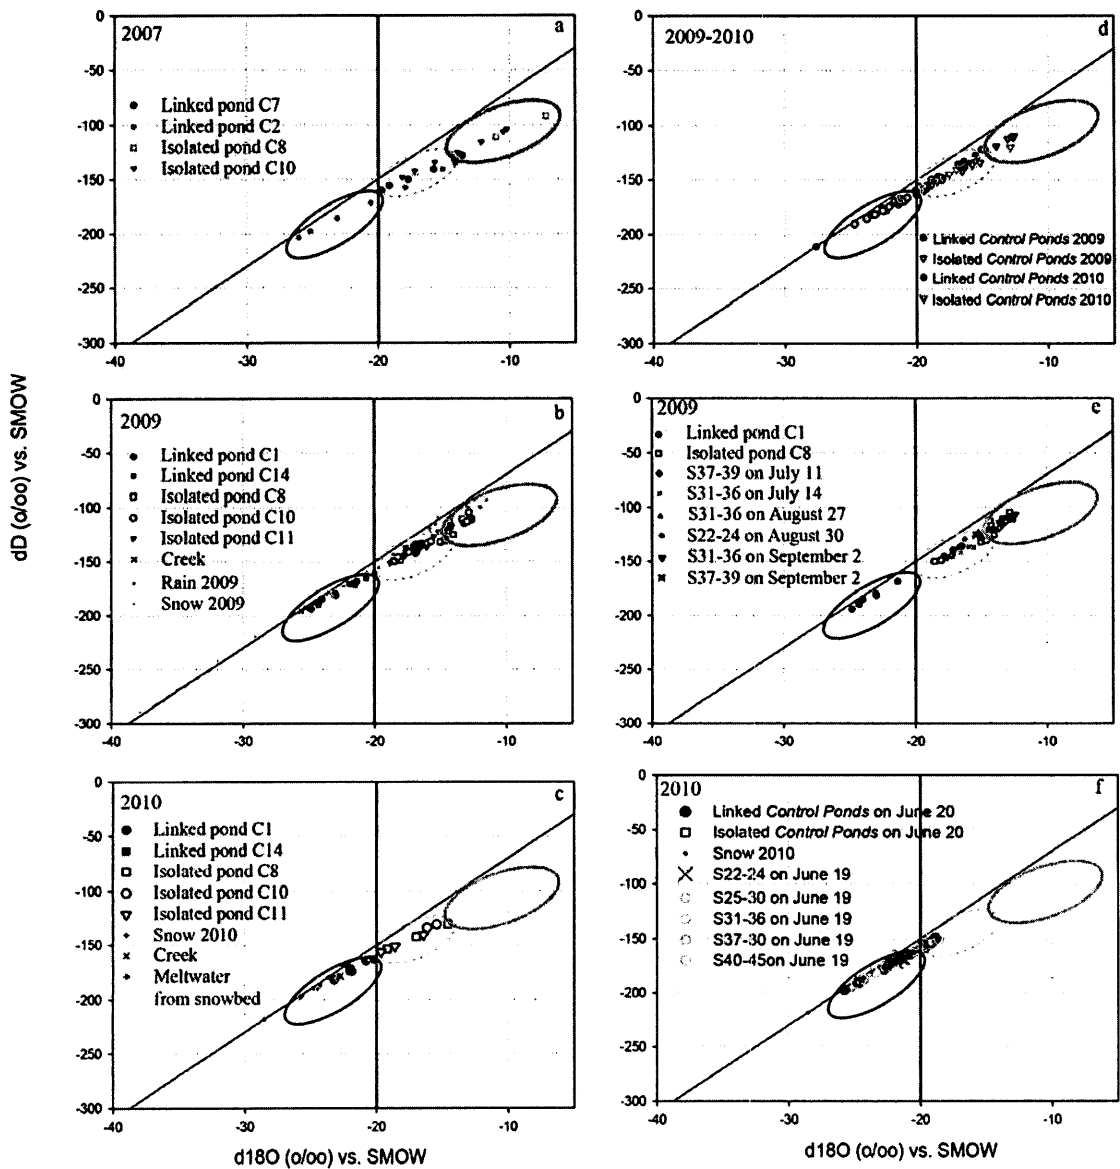 2007
a
Linked pond C7
Linked pond C2
Isolated pond C8
Isolated pond C10
0
-50
-100
-150
-200
-250
-300
-40
-30
-20
-10
2009-2010
d
Linked Control Ponds 2009
Isolated Control Ponds 2009
Linked Control Ponds 2010
Isolated Control Ponds 2010
0
-50
-100
-150
-200
-250
-300
-40
-30
-20
-10
dD (o/oo) vs. SMOW
2009
b
Linked pond C1
Linked pond C14
Isolated pond C8
Isolated pond C10
Isolated pond C11
Creek
Rain 2009
Snow 2009
0
-50
-100
-150
-200
-250
-300
-40
-30
-20
-10
2009
e
Linked pond C1
Isolated pond C8
S37-39 on July 11
S31-36 on July 14
S31-36 on August 27
S22-24 on August 30
S31-36 on September 2
S37-39 on September 2
0
-50
-100
-150
-200
-250
-300
-40
-30
-20
-10
2010
c
Linked pond C1
Linked pond C14
Isolated pond C8
Isolated pond C10
Isolated pond C11
Snow 2010
Creek
Meltwater
from snowbed
0
-50
-100
-150
-200
-250
-300
-40
-30
-20
-10
d18O (o/oo) vs. SMOW
2010
f
Linked Control Ponds on June 20
Isolated Control Ponds on June 20
Snow 2010
S22-24 on June 19
S25-30 on June 19
S31-36 on June 19
S37-30 on June 19
S40-45on June 19
0
-50
-100
-150
-200
-250
-300
-40
-30
-20
-10
d18O (o/oo) vs. SMOW